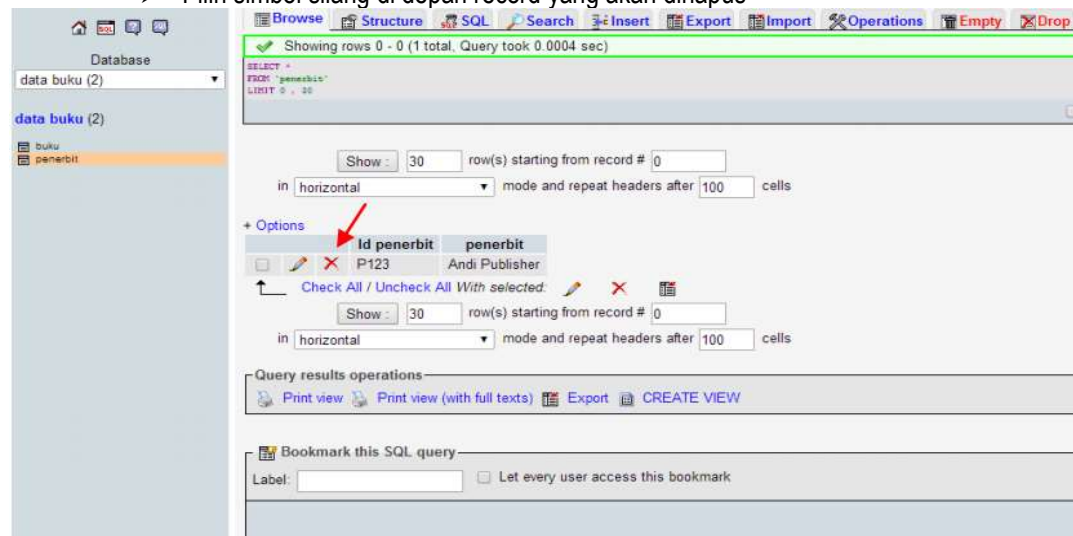 Pilih simbol silang di depan record yang akan dihapus
Browse Structure SQL Search Insert Export Import Operations Empty Drop
Database
data buku (2)
data buku (2)
buku
penerbit
Showing rows 0 - 0 (1 total, Query took 0.0004 sec)
SELECT *
FROM `penerbit`
LIMIT 0 , 30
Show : 30 row(s) starting from record # 0
in horizontal mode and repeat headers after 100 cells
+ Options
Id penerbit penerbit
P123 Andi Publisher
Check All / Uncheck All With selected:
Show : 30 row(s) starting from record # 0
in horizontal mode and repeat headers after 100 cells
Query results operations
Print view Print view (with full texts) Export CREATE VIEW
Bookmark this SQL query
Label: Let every user access this bookmark